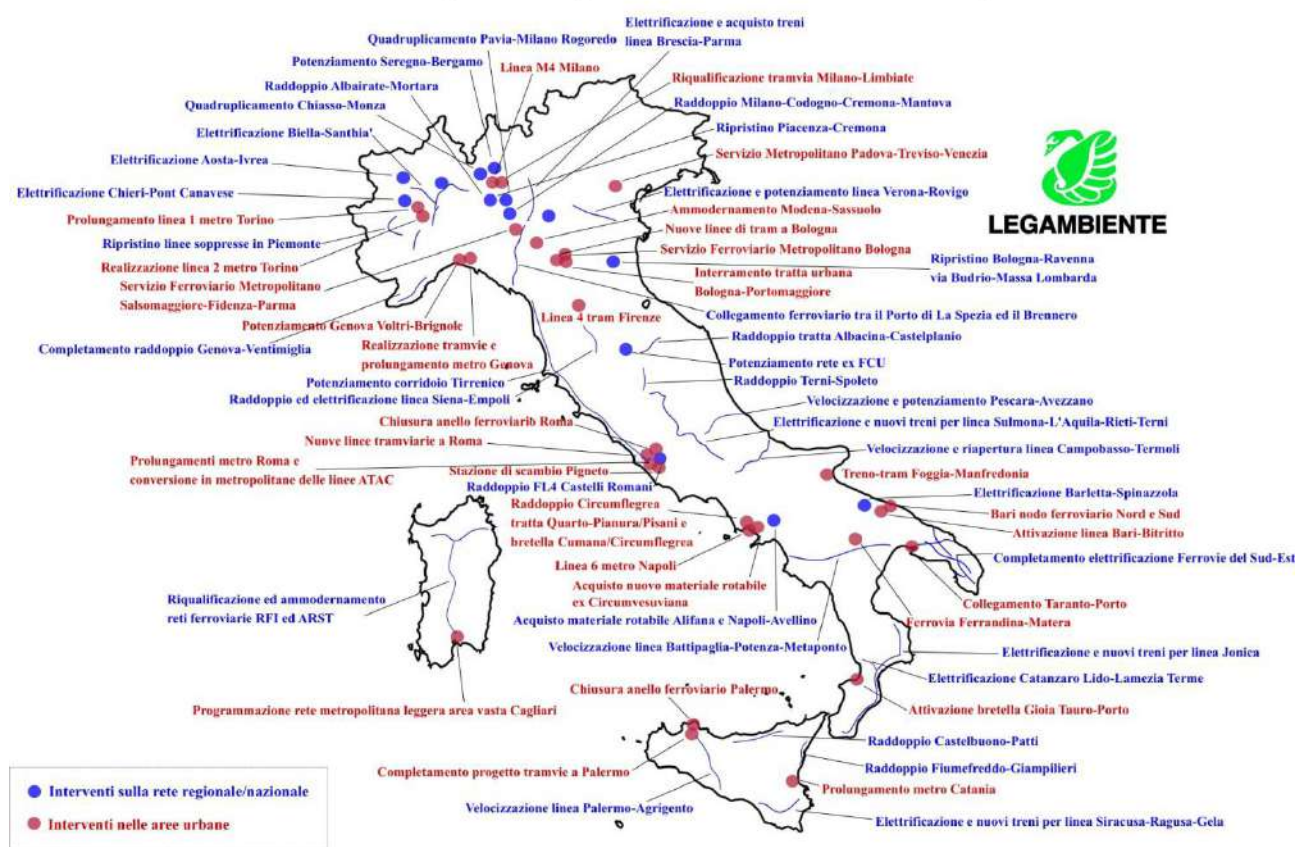 Elettrificazione e acquisto treni
linea Brescia-Parma
Quadruplicamento Pavia-Milano Rogoredo
Potenziamento Seregno-Bergamo
Linea M4 Milano
Riqualificazione tramvia Milano-Limbiate
Raddoppio Albairate-Mortara
Raddoppio Milano-Codogno-Cremona-Mantova
Quadruplicamento Chiasso-Monza
Ripristino Piacenza-Cremona
Elettrificazione Biella-Santhia'
Servizio Metropolitano Padova-Treviso-Venezia
Elettrificazione Aosta-Ivrea
Elettrificazione Chieri-Pont Canavese
Elettrificazione e potenziamento linea Verona-Rovigo
Prolungamento linea 1 metro Torino
Ammodernamento Modena-Sassuolo
Nuove linee di tram a Bologna
Ripristino linee soppresse in Piemonte
Servizio Ferroviario Metropolitano Bologna
Realizzazione linea 2 metro Torino
Ripristino Bologna-Ravenna
via Budrio-Massa Lombarda
Interramento tratta urbana
Bologna-Portomaggiore
Servizio Ferroviario Metropolitano
Salsomaggiore-Fidenza-Parma
Collegamento ferroviario tra il Porto di La Spezia ed il Brennero
Linea 4 tram Firenze
Potenziamento Genova Voltri-Brignole
Raddoppio tratta Albacina-Castelplanio
Completamento raddoppio Genova-Ventimiglia
Realizzazione tramvie e
prolungamento metro Genova
Potenziamento rete ex FCU
Potenziamento corridoio Tirrenico
Raddoppio Terni-Spoleto
Raddoppio ed elettrificazione linea Siena-Empoli
Velocizzazione e potenziamento Pescara-Avezzano
Chiusura anello ferroviario Roma
Elettrificazione e nuovi treni per linea Sulmona-L'Aquila-Rieti-Terni
Nuove linee tramviarie a Roma
Velocizzazione e riapertura linea Campobasso-Termoli
Prolungamenti metro Roma e
conversione in metropolitane delle linee ATAC
Stazione di scambio Pigneto
Treno-tram Foggia-Manfredonia
Raddoppio FL4 Castelli Romani
Elettrificazione Barletta-Spinazzola
Raddoppio Circumflegrea
tratta Quarto-Pianura/Pisani e
bretella Cumana/Circumflegrea
Bari nodo ferroviario Nord e Sud
Attivazione linea Bari-Bitritto
Completamento elettrificazione Ferrovie del Sud-Est
Linea 6 metro Napoli
Acquisto nuovo materiale rotabile
ex Circumvesuviana
Collegamento Taranto-Porto
Riqualificazione ed ammodernamento
reti ferroviarie RFI ed ARST
Acquisto materiale rotabile Alifana e Napoli-Avellino
Ferrovia Ferrandina-Matera
Velocizzazione linea Battipaglia-Potenza-Metaponto
Elettrificazione e nuovi treni per linea Jonica
Elettrificazione Catanzaro Lido-Lamezia Terme
Chiusura anello ferroviario Palermo
Programmazione rete metropolitana leggera area vasta Cagliari
Attivazione bretella Gioia Tauro-Porto
Raddoppio Castelbuono-Patti
Completamento progetto tramvie a Palermo
Raddoppio Fiumefreddo-Giampilieri
Prolungamento metro Catania
Velocizzazione linea Palermo-Agrigento
Elettrificazione e nuovi treni per linea Siracusa-Ragusa-Gela
LEGAMBIENTE
Interventi sulla rete regionale/nazionale
Interventi nelle aree urbane